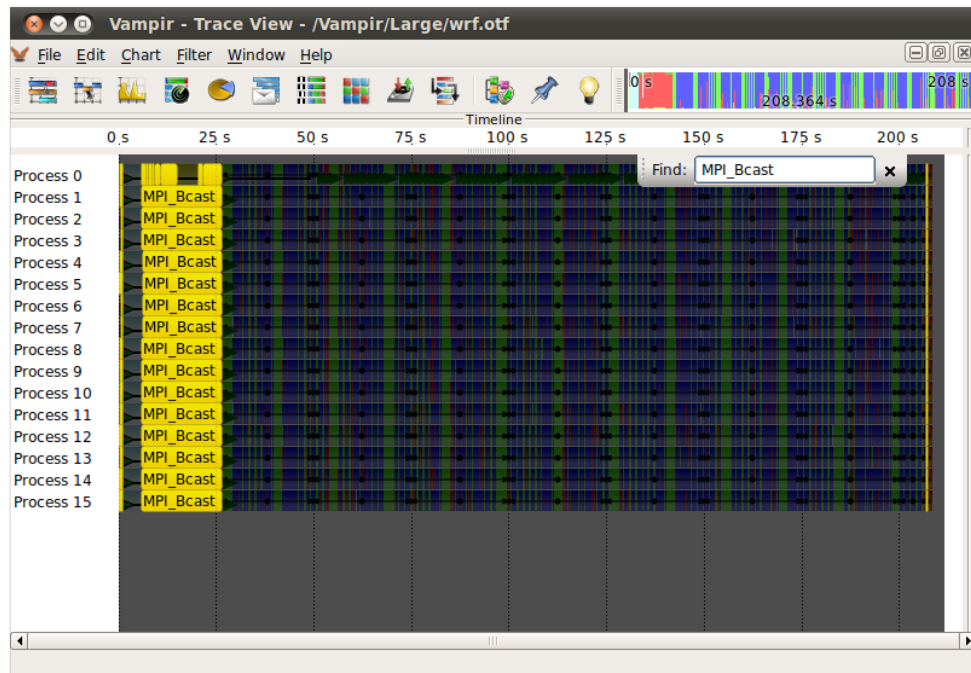 Vampir - Trace View - /Vampir/Large/wrf.otf
File Edit Chart Filter Window Help
0 s 208 s
208.364 s
Timeline
0 s 25 s 50 s 75 s 100 s 125 s 150 s 175 s 200 s
Find: MPI_Bcast
Process 0
Process 1 MPI_Bcast
Process 2 MPI_Bcast
Process 3 MPI_Bcast
Process 4 MPI_Bcast
Process 5 MPI_Bcast
Process 6 MPI_Bcast
Process 7 MPI_Bcast
Process 8 MPI_Bcast
Process 9 MPI_Bcast
Process 10 MPI_Bcast
Process 11 MPI_Bcast
Process 12 MPI_Bcast
Process 13 MPI_Bcast
Process 14 MPI_Bcast
Process 15 MPI_Bcast